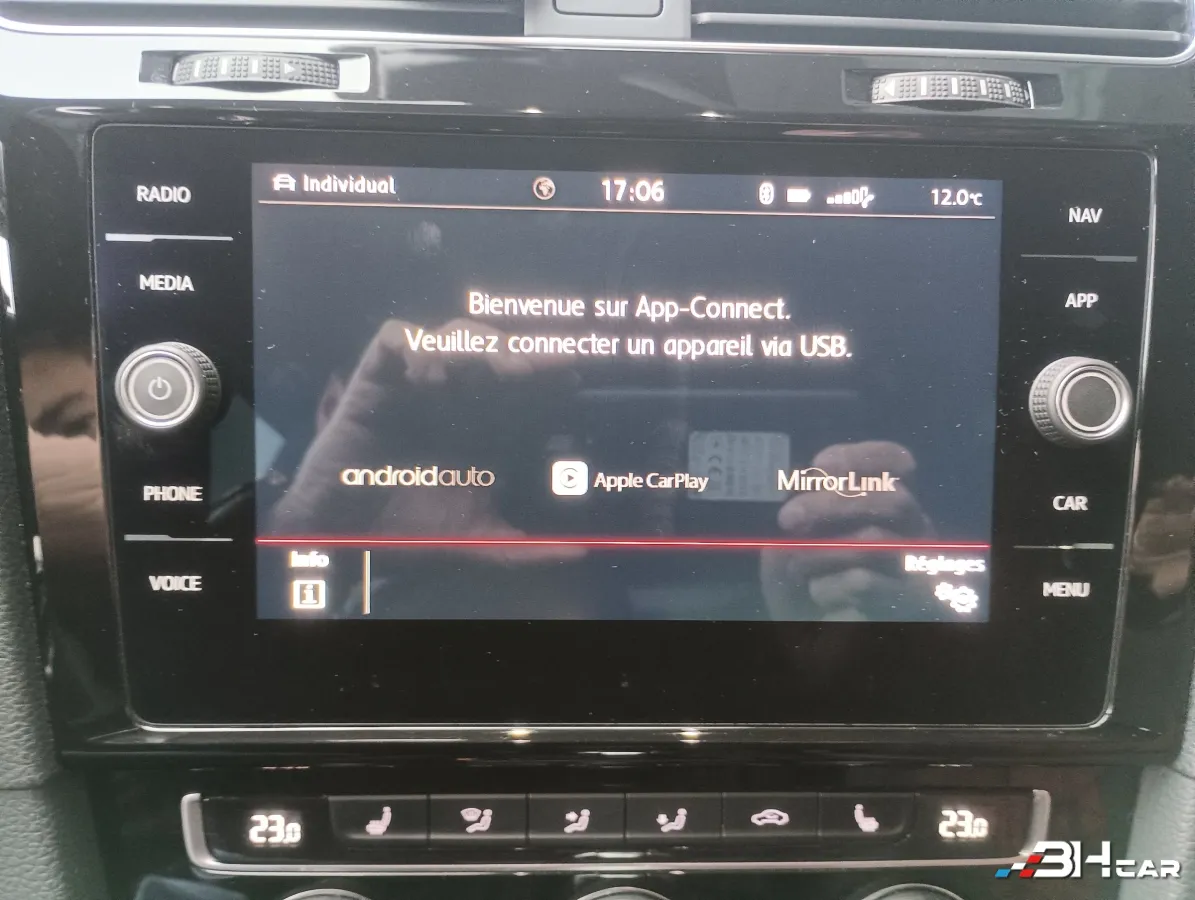 Individual 17:06 12.0°C
RADIO
MEDIA
PHONE
VOICE
Bienvenue sur App-Connect.
Veuillez connecter un appareil via USB.
androidauto Apple CarPlay MirrorLink
Info Réglages
NAV
APP
CAR
MENU
23.0 23.0
BHCAR